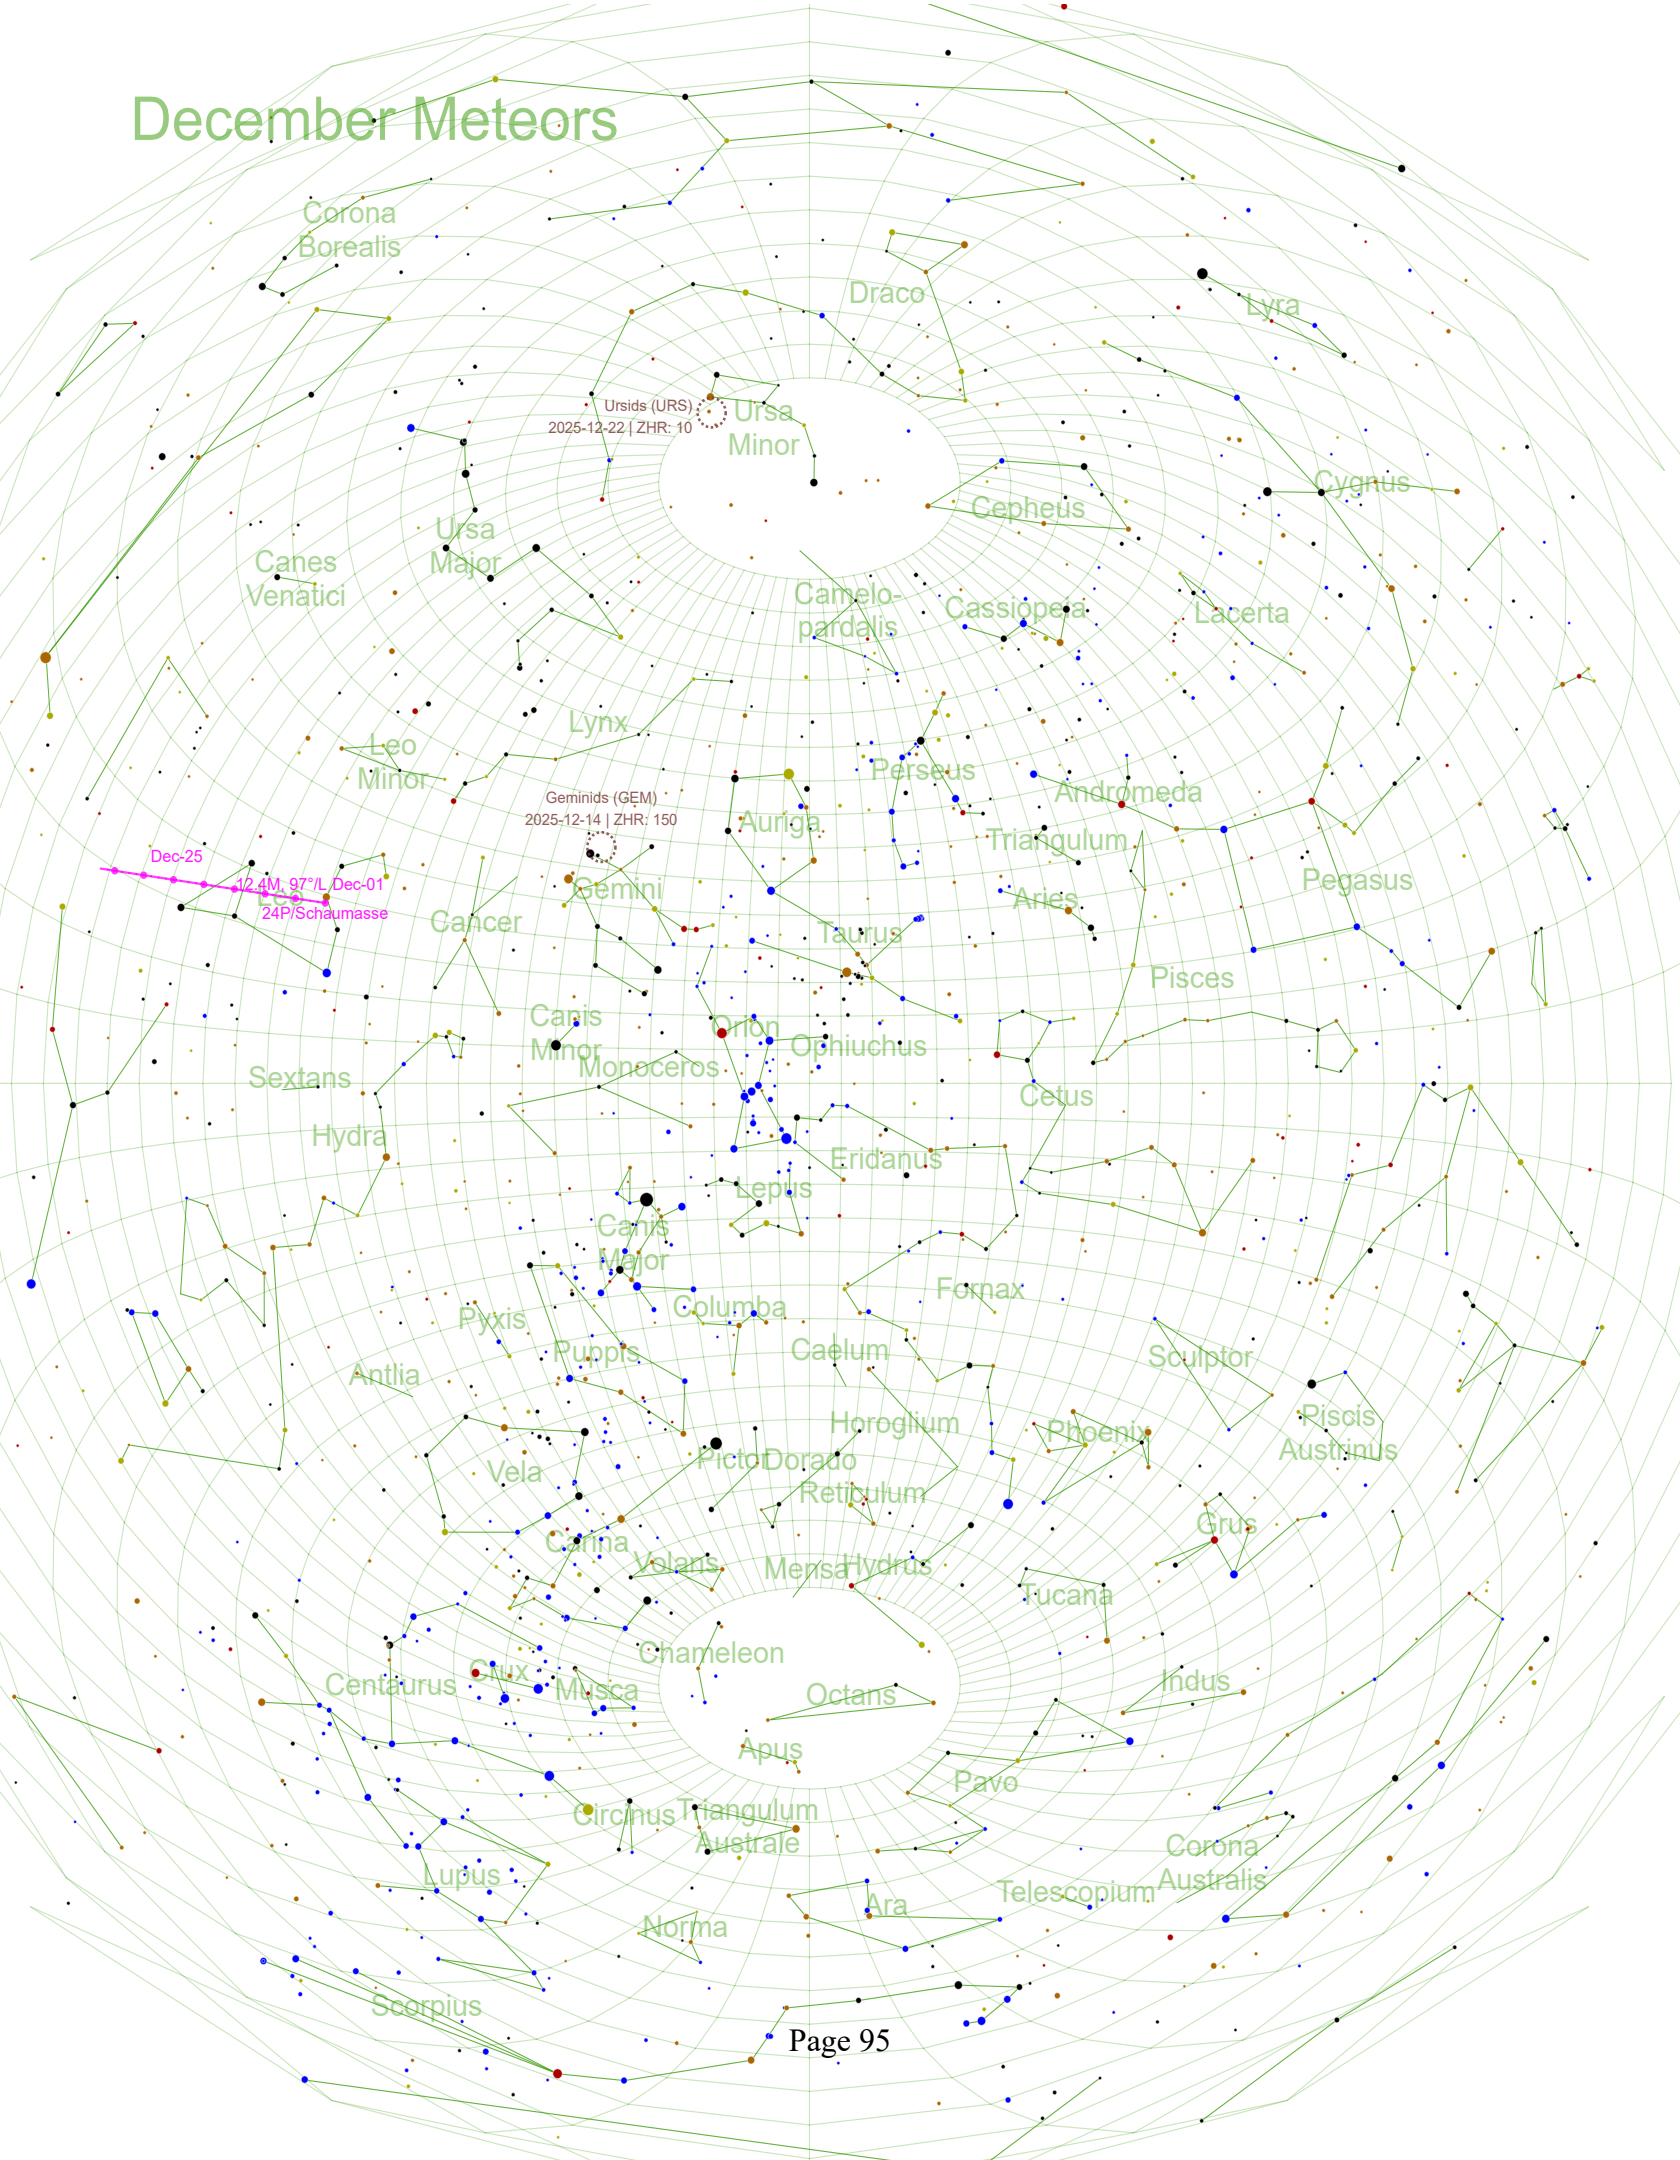 December Meteors
Corona
Borealis
Draco
Lyra
Ursids (URS)
2025-12-22 | ZHR: 10
Ursa
Minor
Cygnus
Cepheus
Ursa
Major
Canes
Venatici
Camelo-
pardalis
Cassiopeia
Lacerta
Lynx
Leo
Minor
Perseus
Andromeda
Geminids (GEM)
2025-12-14 | ZHR: 150
Auriga
Triangulum
Dec-25
12.4M, 97°/L Dec-01
Leo
24P/Schaumasse
Gemini
Pegasus
Aries
Cancer
Taurus
Pisces
Canis
Minor
Orion
Ophiuchus
Monoceros
Sextans
Cetus
Hydra
Eridanus
Lepus
Canis
Major
Fornax
Columba
Pyxis
Puppis
Caelum
Sculptor
Antlia
Horoglium
Piscis
Austrinus
Phoenix
Pictor
Dorado
Vela
Reticulum
Grus
Carina
Volans
Mensa
Hydrus
Tucana
Chameleon
Crux
Centaurus
Musca
Octans
Indus
Apus
Pavo
Circinus
Triangulum
Australe
Corona
Australis
Lupus
Telescopium
Ara
Norma
Scorpius
Page 95